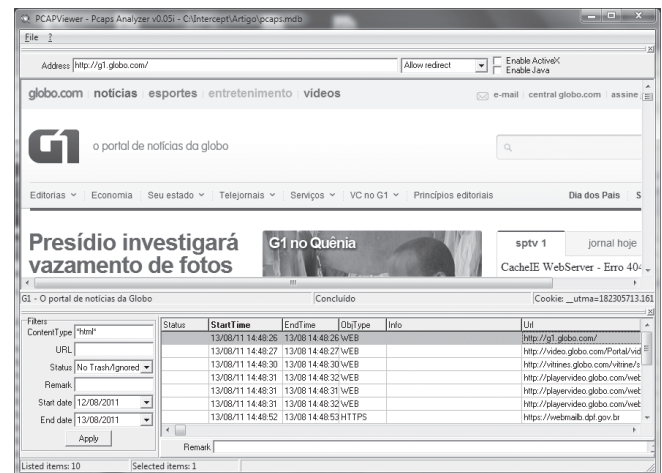 PCAPViewer - Pcaps Analyzer v0.05i - C:\Intercept\Artigo\pcaps.mdb
File ?
Address http://g1.globo.com/ Allow redirect Enable ActiveX
Enable Java
globo.com noticias esportes entretenimento vídeos e-mail central globo.com assine
G1 o portal de notícias da globo
Editorias Economia Seu estado Telejornais Serviços VC no G1 Princípios editoriais Dia dos Pais S
Presídio investigará
vazamento de fotos
G1 no Quênia
sptv 1 jornal hoje
CacheIE WebServer - Erro 404
G1 - O portal de notícias da Globo Concluído Cookie: __utma=182305713.161
Filters
ContentType *html*
URL
Status No Trash/Ignored
Remark
Start date 12/08/2011
End date 13/08/2011
Apply
Status StartTime EndTime ObjType Info Url
13/08/11 14:48:26 13/08 14:48:26 WEB http://g1.globo.com/
13/08/11 14:48:27 13/08 14:48:27 WEB http://video.globo.com/Portal/vid
13/08/11 14:48:30 13/08 14:48:30 WEB http://vitrines.globo.com/vitrine/s
13/08/11 14:48:31 13/08 14:48:32 WEB http://playervideo.globo.com/web
13/08/11 14:48:31 13/08 14:48:31 WEB http://playervideo.globo.com/web
13/08/11 14:48:31 13/08 14:48:32 WEB http://playervideo.globo.com/web
13/08/11 14:48:52 13/08 14:48:53 HTTPS https://webmailb.dpf.gov.br
Remark
Listed items: 10 Selected items: 1